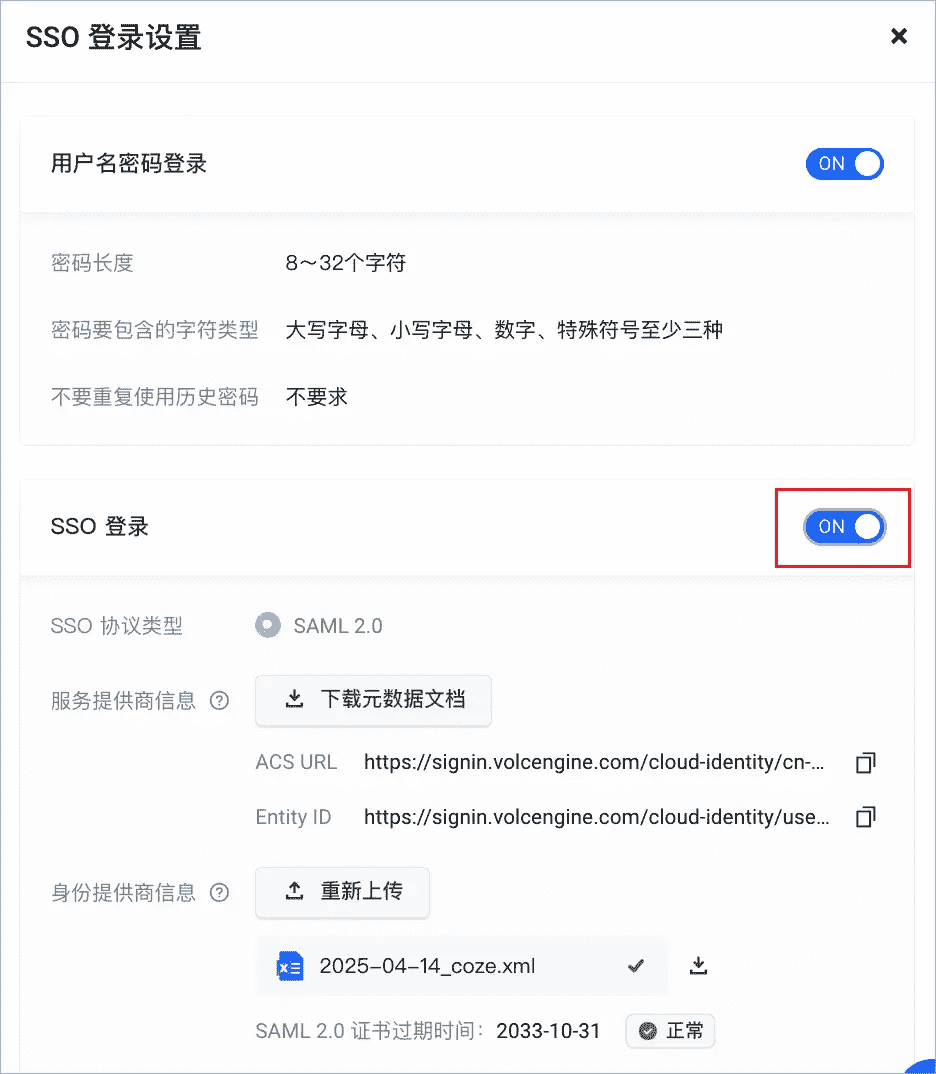 SSO 登录设置
用户名密码登录
ON
密码长度 8～32个字符
密码要包含的字符类型 大写字母、小写字母、数字、特殊符号至少三种
不要重复使用历史密码 不要求
SSO 登录
ON
SSO 协议类型 SAML 2.0
服务提供商信息 下载元数据文档
ACS URL https://signin.volcengine.com/cloud-identity/cn-...
Entity ID https://signin.volcengine.com/cloud-identity/use...
身份提供商信息 重新上传
2025-04-14_coze.xml
SAML 2.0 证书过期时间: 2033-10-31 正常